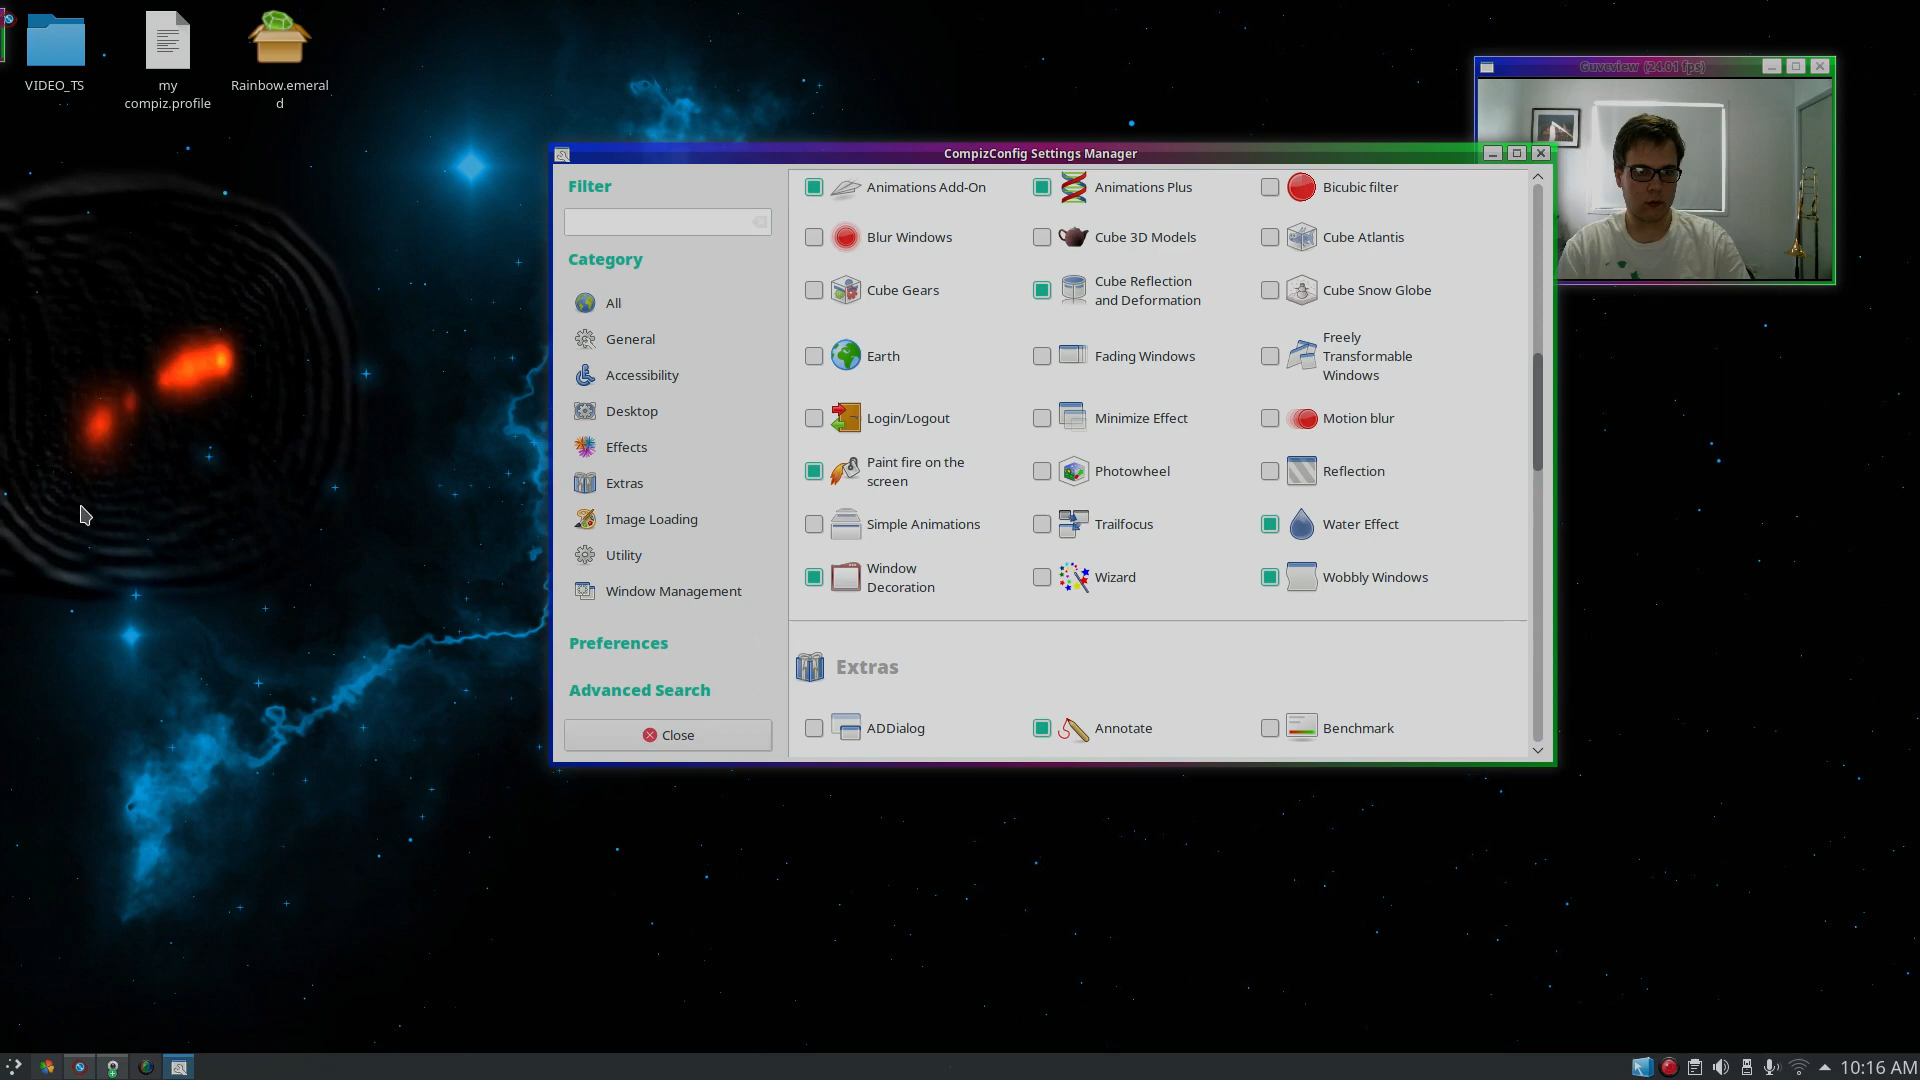 VIDEO_TS
my
compiz.profile
Rainbow.emeral
d
Guvcview (24.01 fps)
CompizConfig Settings Manager
Filter
Category
All
General
Accessibility
Desktop
Effects
Extras
Image Loading
Utility
Window Management
Preferences
Advanced Search
Close
Animations Add-On
Animations Plus
Bicubic filter
Blur Windows
Cube 3D Models
Cube Atlantis
Cube Gears
Cube Reflection
and Deformation
Cube Snow Globe
Earth
Fading Windows
Freely
Transformable
Windows
Login/Logout
Minimize Effect
Motion blur
Paint fire on the
screen
Photowheel
Reflection
Simple Animations
Trailfocus
Water Effect
Window
Decoration
Wizard
Wobbly Windows
Extras
ADDialog
Annotate
Benchmark
10:16 AM